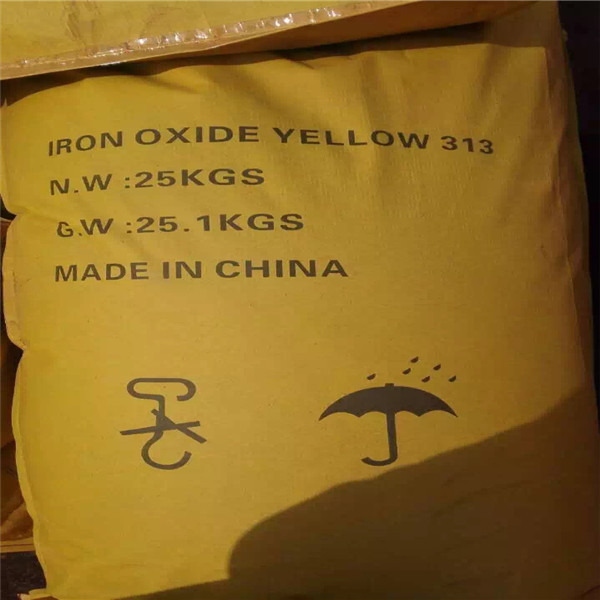 IRON OXIDE YELLOW 313
N.W :25KGS
G.W :25.1KGS
MADE IN CHINA